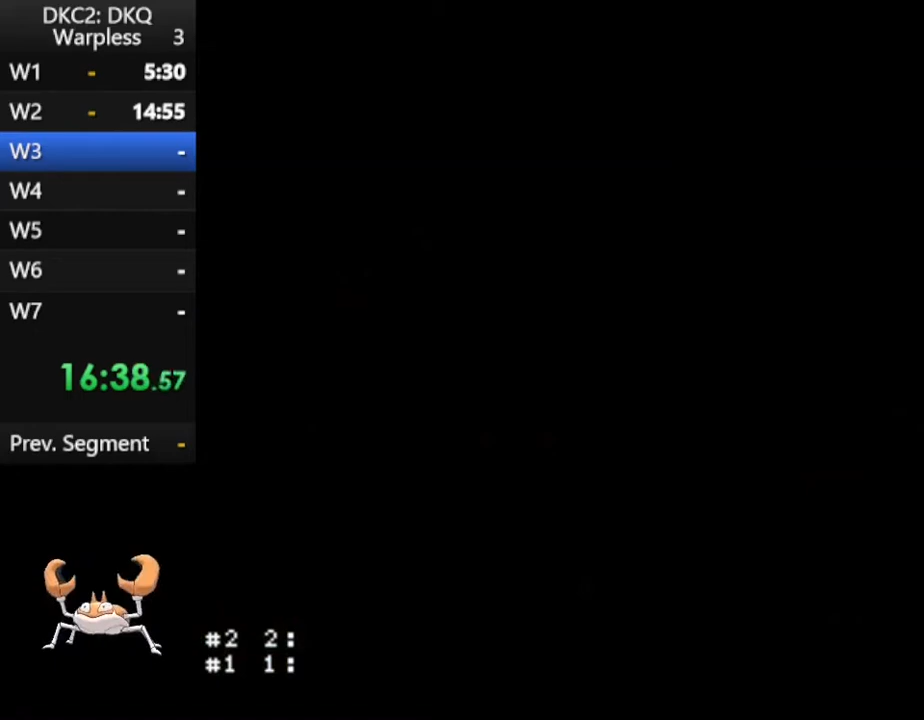 DKC2: DKQ
Warpless 3
W1 - 5:30
W2 - 14:55
W3 -
W4 -
W5 -
W6 -
W7 -
16:38.57
Prev. Segment -
#2 2:
#1 1: